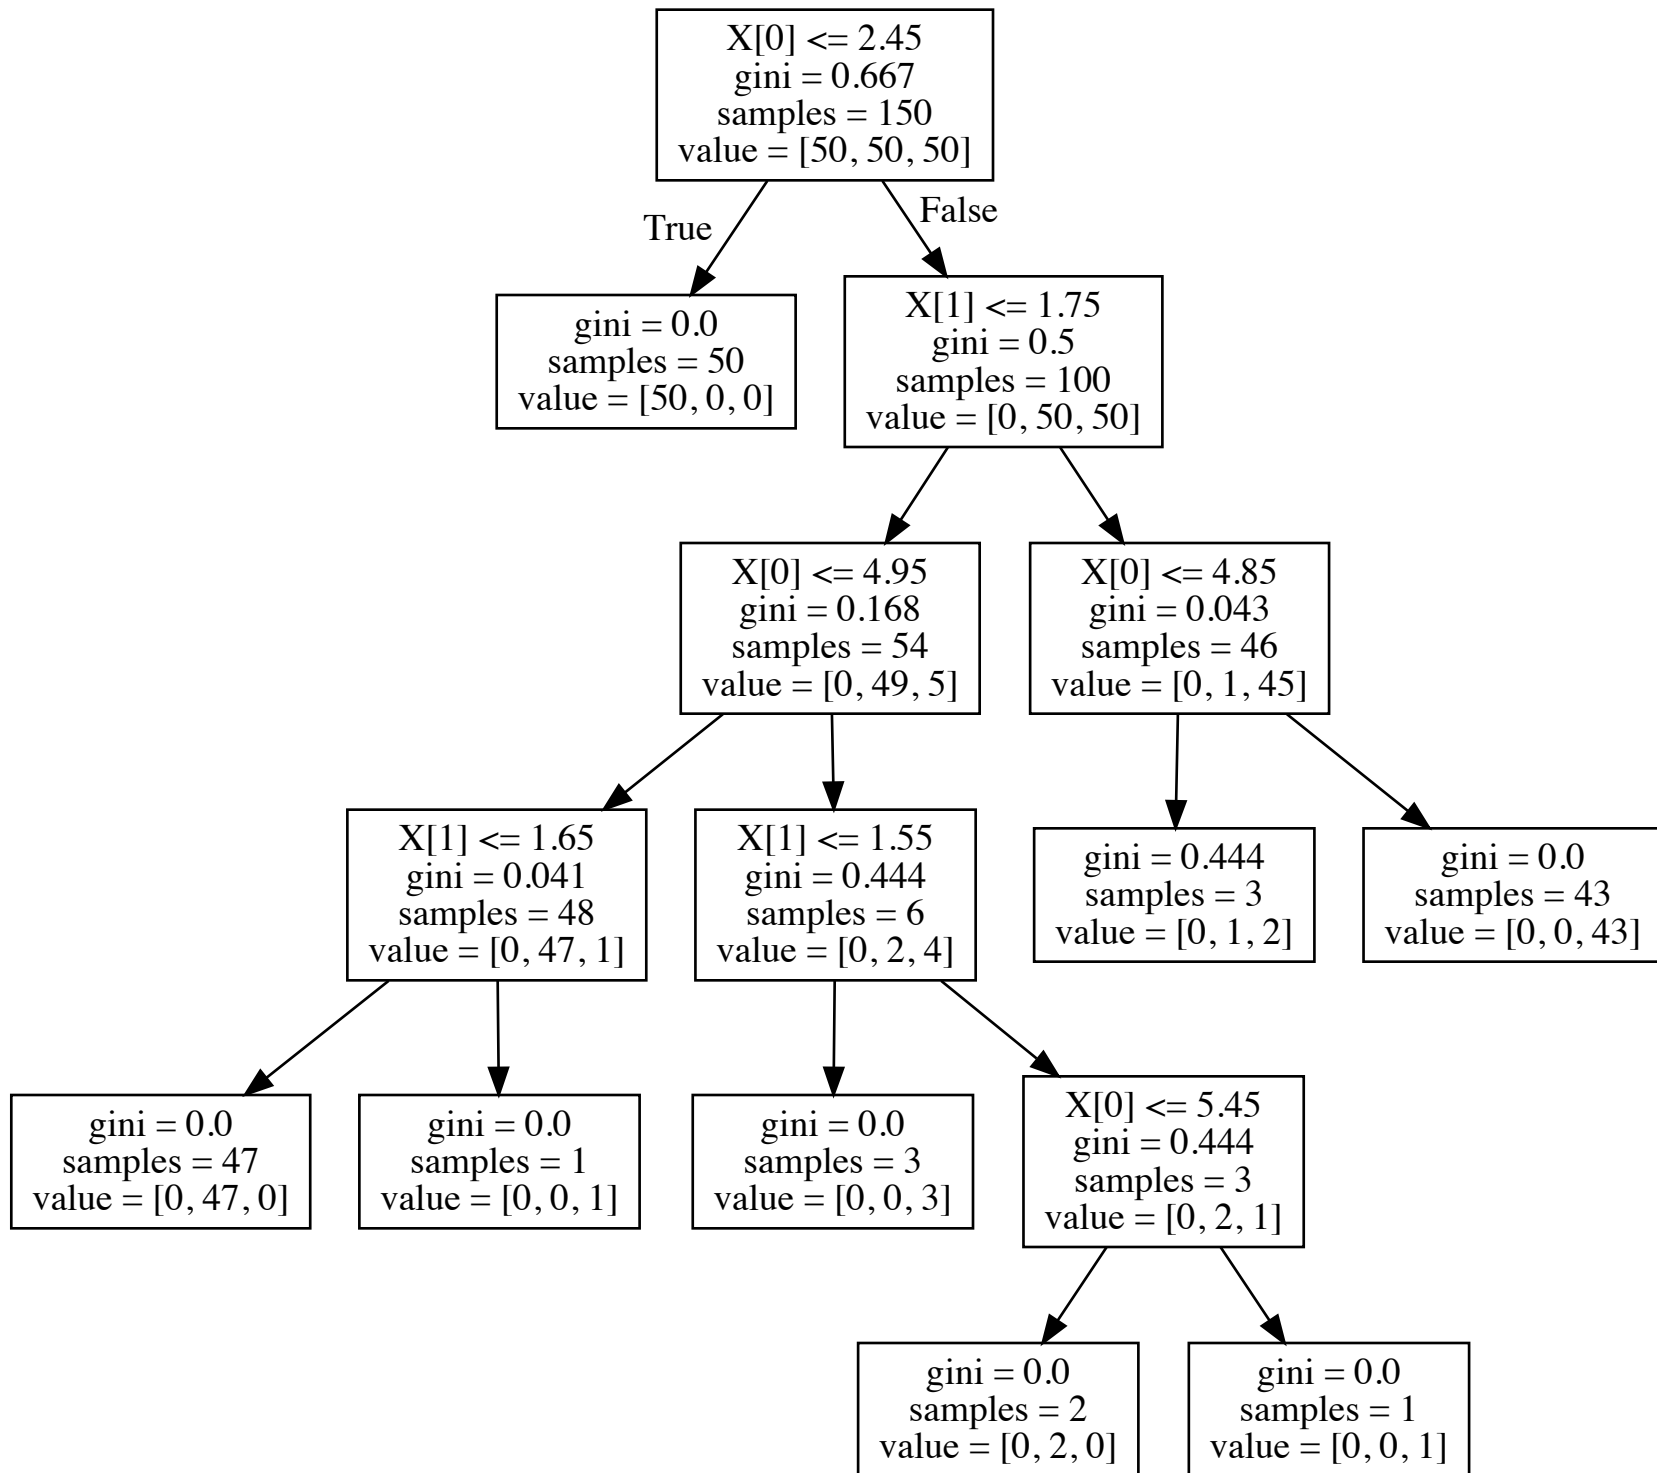 X[0] <= 2.45
gini = 0.667
samples = 150
value = [50, 50, 50]
True
False
gini = 0.0
samples = 50
value = [50, 0, 0]
X[1] <= 1.75
gini = 0.5
samples = 100
value = [0, 50, 50]
X[0] <= 4.95
gini = 0.168
samples = 54
value = [0, 49, 5]
X[0] <= 4.85
gini = 0.043
samples = 46
value = [0, 1, 45]
X[1] <= 1.65
gini = 0.041
samples = 48
value = [0, 47, 1]
X[1] <= 1.55
gini = 0.444
samples = 6
value = [0, 2, 4]
gini = 0.444
samples = 3
value = [0, 1, 2]
gini = 0.0
samples = 43
value = [0, 0, 43]
gini = 0.0
samples = 47
value = [0, 47, 0]
gini = 0.0
samples = 1
value = [0, 0, 1]
gini = 0.0
samples = 3
value = [0, 0, 3]
X[0] <= 5.45
gini = 0.444
samples = 3
value = [0, 2, 1]
gini = 0.0
samples = 2
value = [0, 2, 0]
gini = 0.0
samples = 1
value = [0, 0, 1]